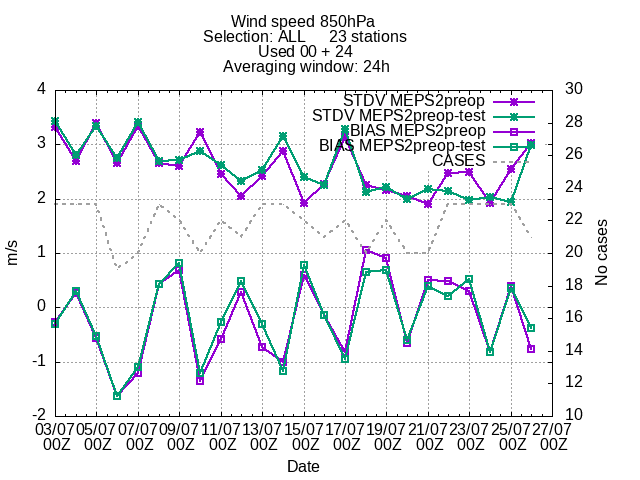 Wind speed 850hPa
Selection: ALL 23 stations
Used 00 + 24
Averaging window: 24h
4 30
STDV MEPS2preop
28
STDV MEPS2preop-test
3 BIAS MEPS2preop
BIAS MEPS2preop-test 26
CASES
24
2
22
m/s 1 20 No cases
18
0
16
-1 14
12
-2 10
03/07 05/07 07/07 09/07 11/07 13/07 15/07 17/07 19/07 21/07 23/07 25/07 27/07
00Z 00Z 00Z 00Z 00Z 00Z 00Z 00Z 00Z 00Z 00Z 00Z 00Z
Date